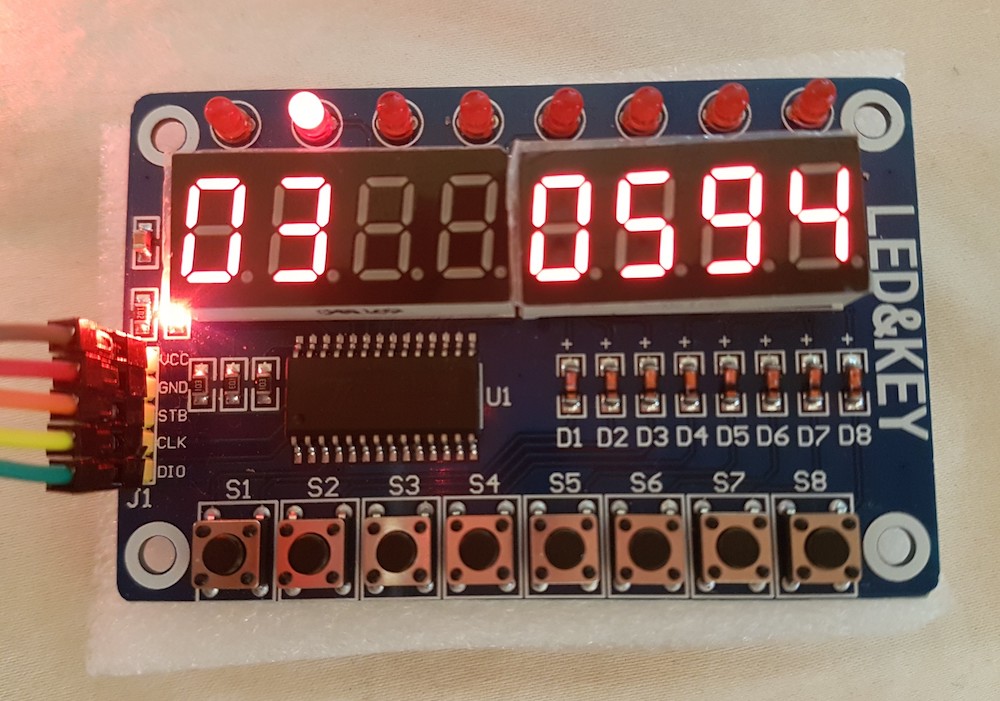 03 0594
LED&KEY
VCC
GND
STB
CLK
DIO
J1
U1
+ + + + + + + +
D1 D2 D3 D4 D5 D6 D7 D8
S1 S2 S3 S4 S5 S6 S7 S8